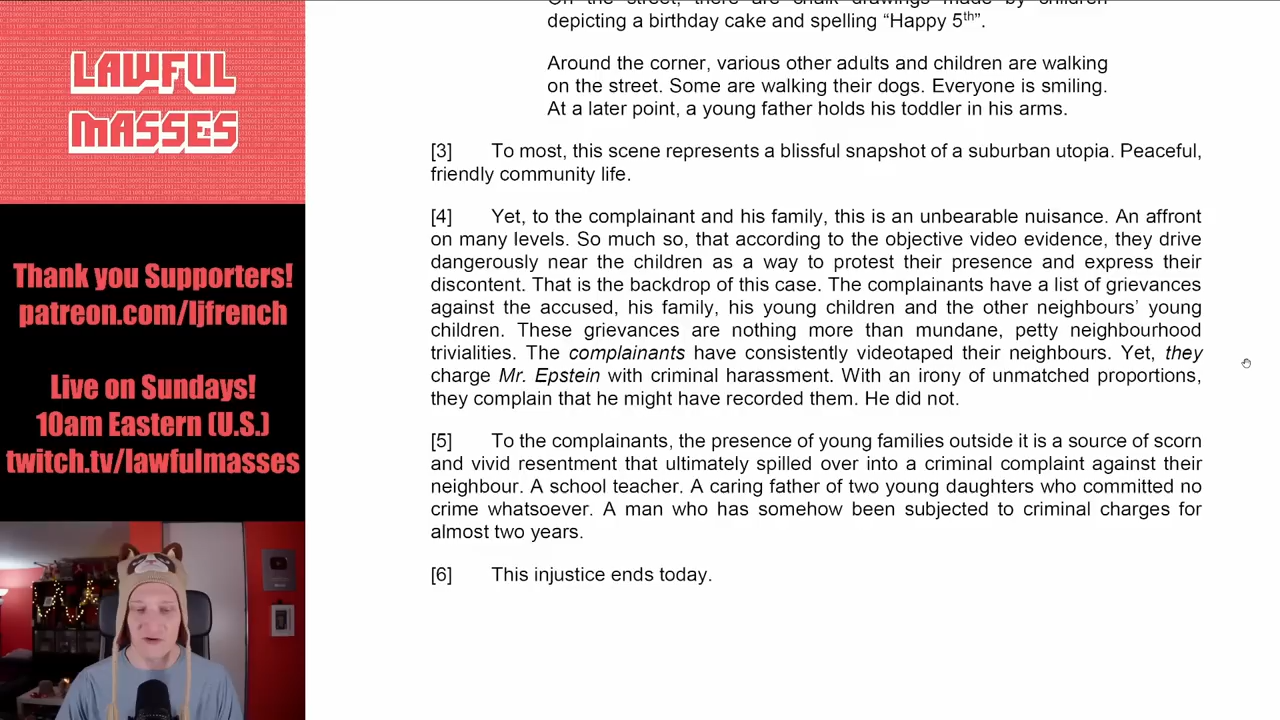 LAWFUL
MASSES
Thank you Supporters!
patreon.com/ljfrench
Live on Sundays!
10am Eastern (U.S.)
twitch.tv/lawfulmasses
On the street, there are chalk drawings made by children
depicting a birthday cake and spelling “Happy 5th”.
Around the corner, various other adults and children are walking
on the street. Some are walking their dogs. Everyone is smiling.
At a later point, a young father holds his toddler in his arms.
[3] To most, this scene represents a blissful snapshot of a suburban utopia. Peaceful,
friendly community life.
[4] Yet, to the complainant and his family, this is an unbearable nuisance. An affront
on many levels. So much so, that according to the objective video evidence, they drive
dangerously near the children as a way to protest their presence and express their
discontent. That is the backdrop of this case. The complainants have a list of grievances
against the accused, his family, his young children and the other neighbours’ young
children. These grievances are nothing more than mundane, petty neighbourhood
trivialities. The complainants have consistently videotaped their neighbours. Yet, they
charge Mr. Epstein with criminal harassment. With an irony of unmatched proportions,
they complain that he might have recorded them. He did not.
[5] To the complainants, the presence of young families outside it is a source of scorn
and vivid resentment that ultimately spilled over into a criminal complaint against their
neighbour. A school teacher. A caring father of two young daughters who committed no
crime whatsoever. A man who has somehow been subjected to criminal charges for
almost two years.
[6] This injustice ends today.